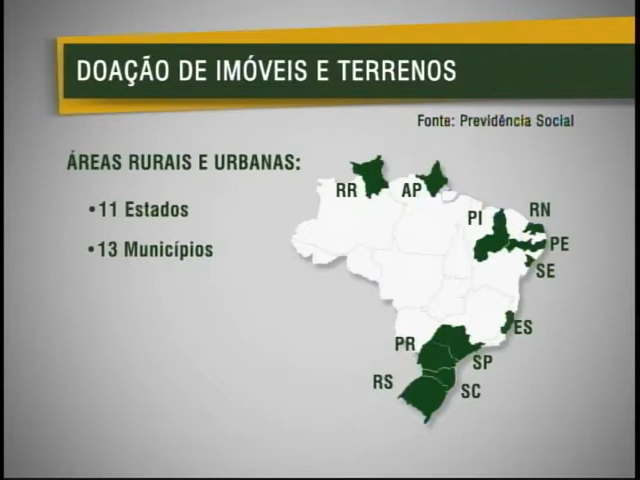 DOAÇÃO DE IMÓVEIS E TERRENOS
Fonte: Previdência Social
ÁREAS RURAIS E URBANAS:
•11 Estados
•13 Municípios
RR
AP
PI
RN
PE
SE
ES
PR
SP
RS
SC